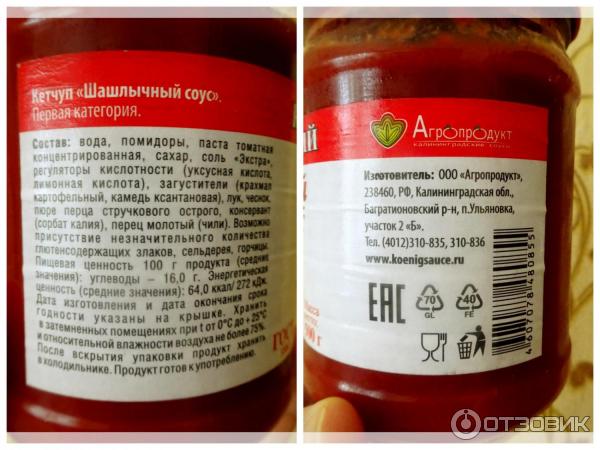 Кетчуп «Шашлычный соус».
Первая категория.
Состав: вода, помидоры, паста томатная
концентрированная, сахар, соль «Экстра»,
регуляторы кислотности (уксусная кислота,
лимонная кислота), загустители (крахмал
картофельный, камедь ксантановая), лук, чеснок,
пюре перца стручкового острого, консервант
(сорбат калия), перец молотый (чили). Возможно
присутствие незначительного количества
глютенсодержащих злаков, сельдерея, горчицы.
Пищевая ценность 100 г продукта (средние
значения): углеводы – 16,0 г. Энергетическая
ценность (средние значения): 64,0 ккал/ 272 кДж.
Дата изготовления и дата окончания срока
годности указаны на крышке. Хранить
в затемненных помещениях при t от 0°С до +25°С
и относительной влажности воздуха не более 75%.
После вскрытия упаковки продукт хранить
в холодильнике. Продукт готов к употреблению.
ГОСТ
АГРОПРОДУКТ
КАЛИНИНГРАДСКИЕ СОУСЫ
Изготовитель: ООО «Агропродукт»,
238460, РФ, Калининградская обл.,
Багратионовский р-н, п.Ульяновка,
участок 2 «Б».
Тел. (4012)310-835, 310-836
www.koenigsauce.ru
EAC
70
GL
40
FE
4607078148085
ОТЗОВИК